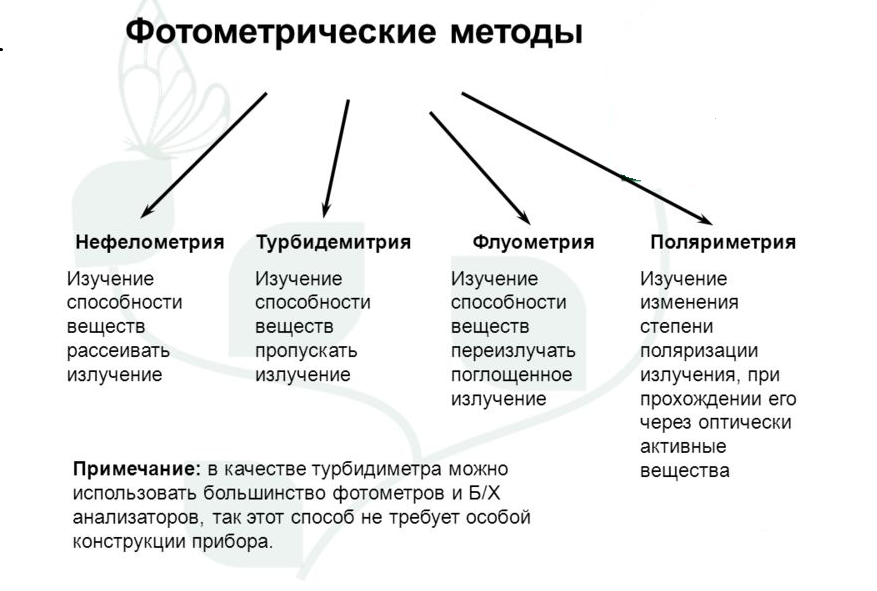 Фотометрические методы
Нефелометрия
Изучение
способности
веществ
рассеивать
излучение
Турбидемитрия
Изучение
способности
веществ
пропускать
излучение
Флуометрия
Изучение
способности
веществ
переизлучать
поглощенное
излучение
Поляриметрия
Изучение
изменения
степени
поляризации
излучения, при
прохождении его
через оптически
активные
вещества
Примечание: в качестве турбидиметра можно
использовать большинство фотометров и Б/Х
анализаторов, так этот способ не требует особой
конструкции прибора.